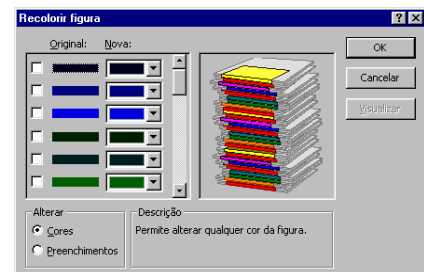 Recolorir figura
Original: Nova:
OK
Cancelar
Visualizar
Alterar
Cores
Preenchimentos
Descrição
Permite alterar qualquer cor da figura.